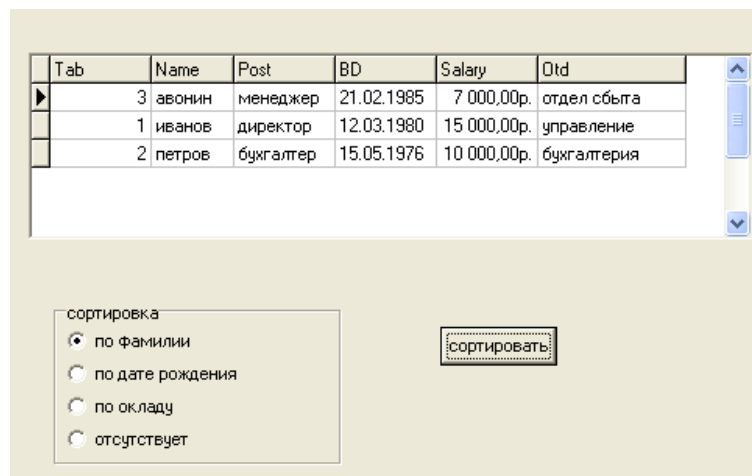 Tab Name Post BD Salary Otd
3 авонин менеджер 21.02.1985 7 000,00р. отдел сбыта
1 иванов директор 12.03.1980 15 000,00р. управление
2 петров бухгалтер 15.05.1976 10 000,00р. бухгалтерия
сортировка
по фамилии
сортировать
по дате рождения
по окладу
отсутствует